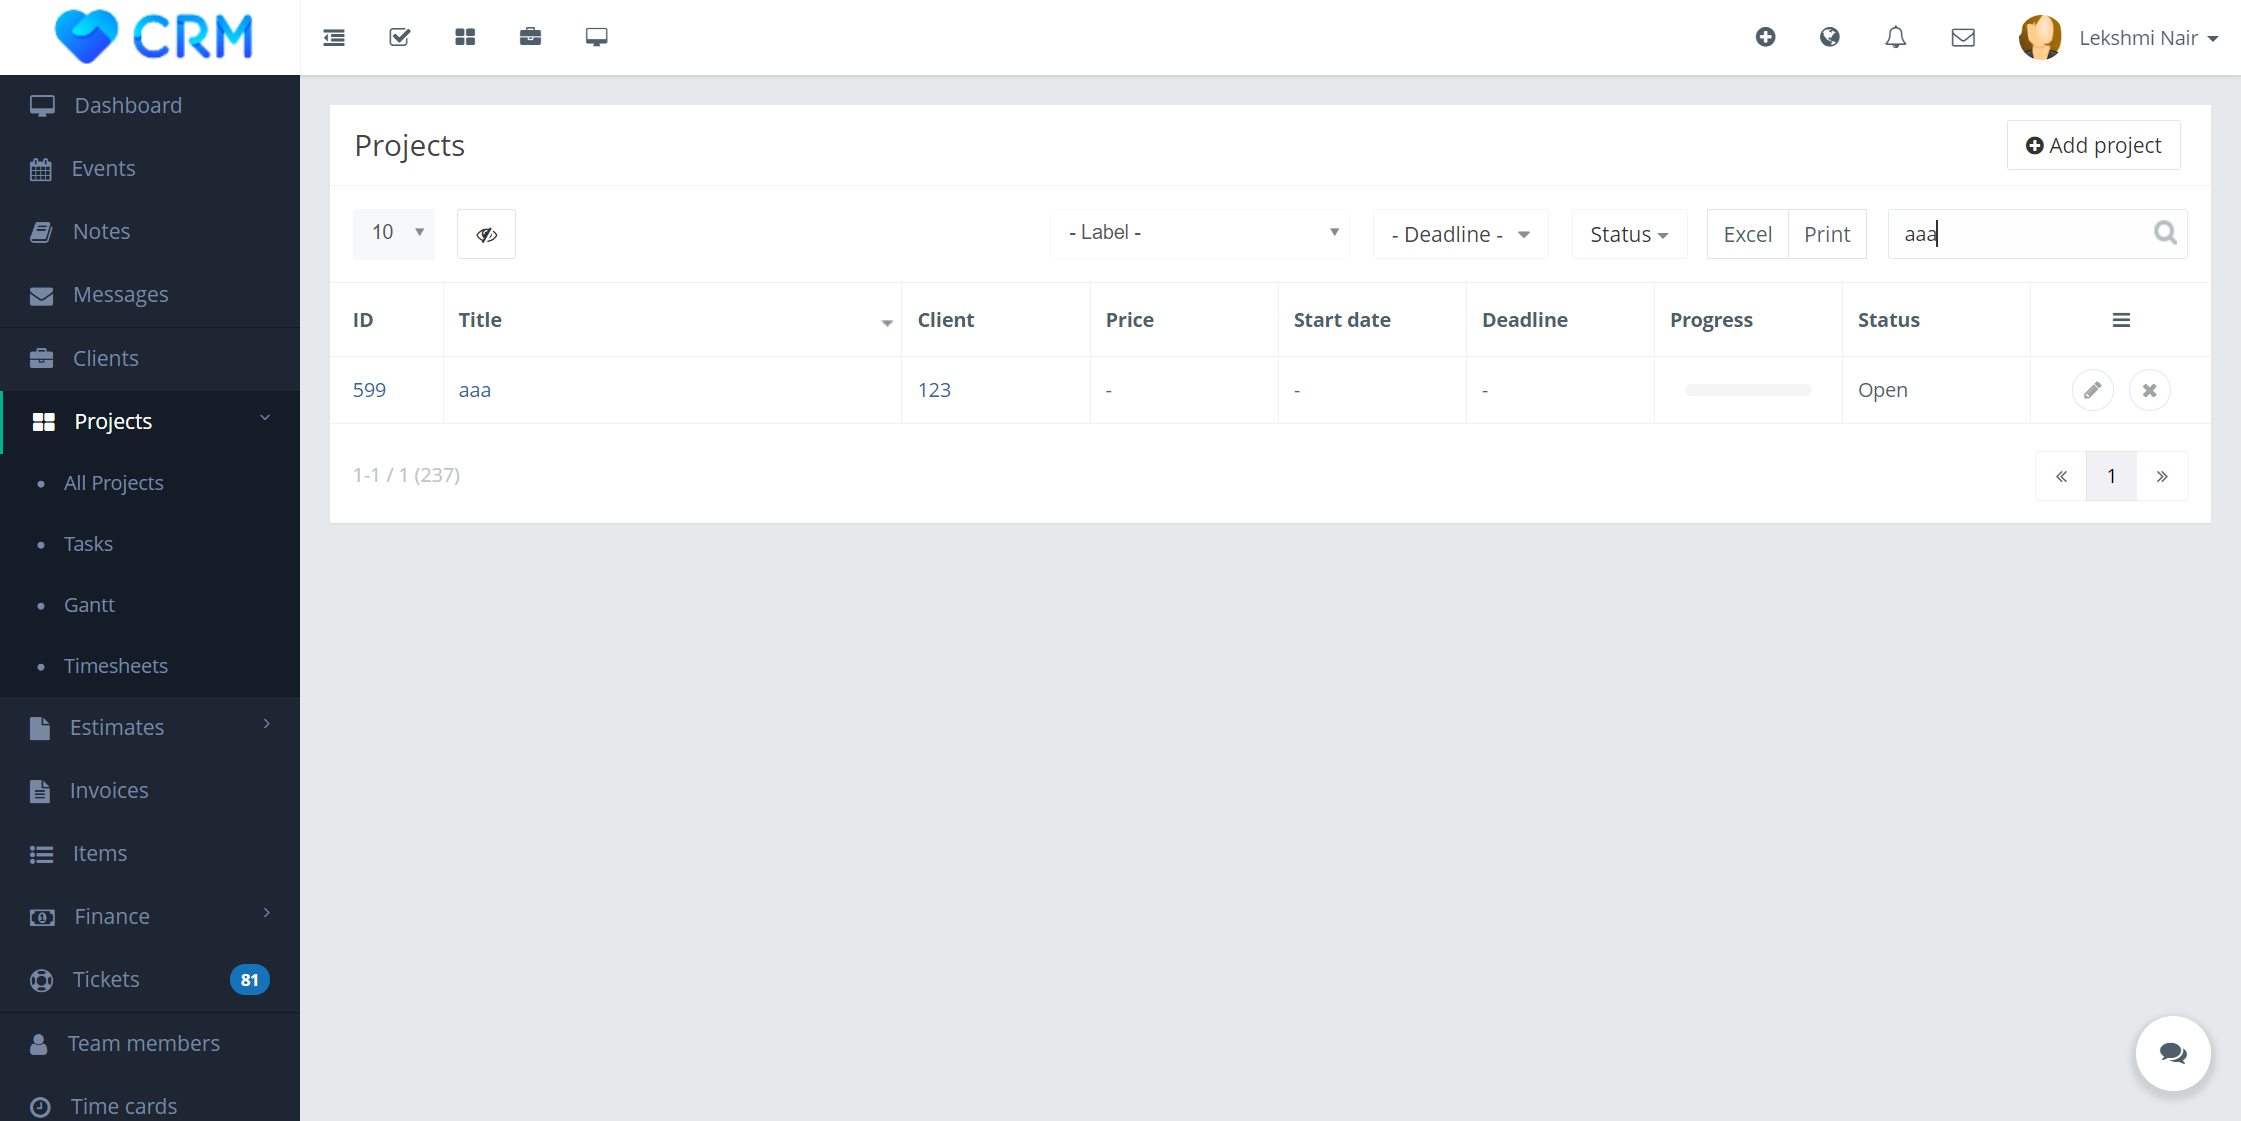 CRM
Lekshmi Nair
Dashboard
Events
Notes
Messages
Clients
Projects
All Projects
Tasks
Gantt
Timesheets
Estimates
Invoices
Items
Finance
Tickets 81
Team members
Time cards
Projects
Add project
10
- Label -
- Deadline -
Status
Excel
Print
aaa
ID Title Client Price Start date Deadline Progress Status
599 aaa 123 - - - Open
1-1 / 1 (237)
« 1 »